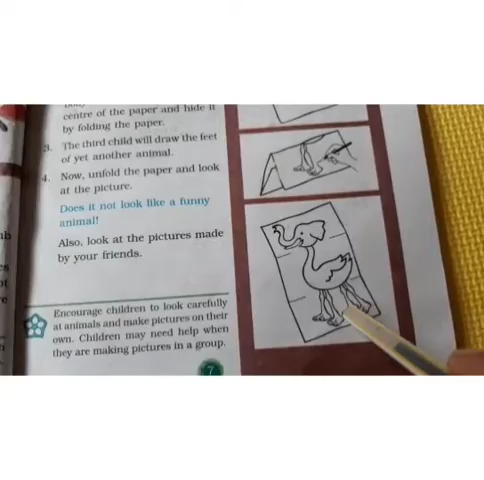 centre of the paper and hide it
by folding the paper.
3. The third child will draw the feet
of yet another animal.
4. Now, unfold the paper and look
at the picture.
Does it not look like a funny
animal!
Also, look at the pictures made
by your friends.
Encourage children to look carefully
at animals and make pictures on their
own. Children may need help when
they are making pictures in a group.
7